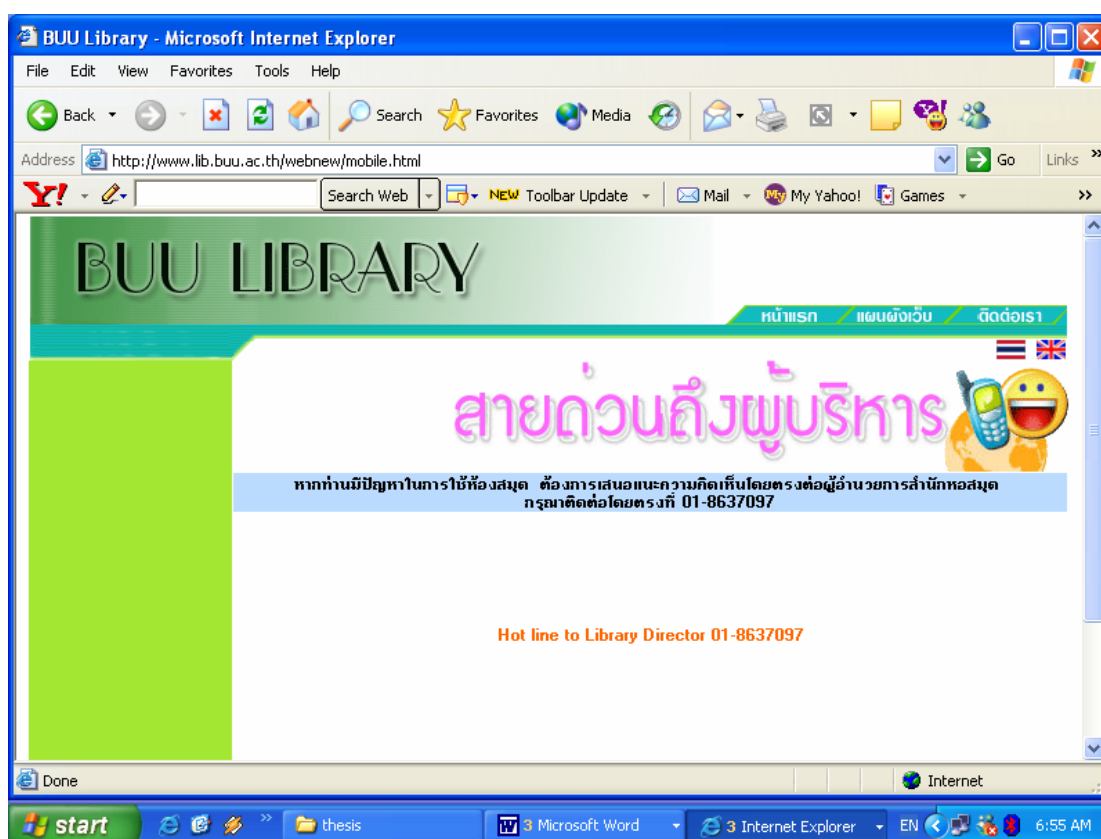 BUU Library - Microsoft Internet Explorer
File Edit View Favorites Tools Help
Back Search Favorites Media
Address http://www.lib.buu.ac.th/webnew/mobile.html Go Links »
Y! Search Web NEW Toolbar Update Mail My Yahoo! Games »
BUU LIBRARY
หน้าแรก แผนผังเว็บ ติดต่อเรา
สายด่วนถึงผู้บริหาร
หากท่านมีปัญหาในการใช้ห้องสมุด ต้องการเสนอแนะความคิดเห็นโดยตรงต่อผู้อำนวยการสำนักหอสมุด
กรุณาติดต่อโดยตรงที่ 01-8637097
Hot line to Library Director 01-8637097
Done Internet
start » thesis 3 Microsoft Word 3 Internet Explorer EN 6:55 AM